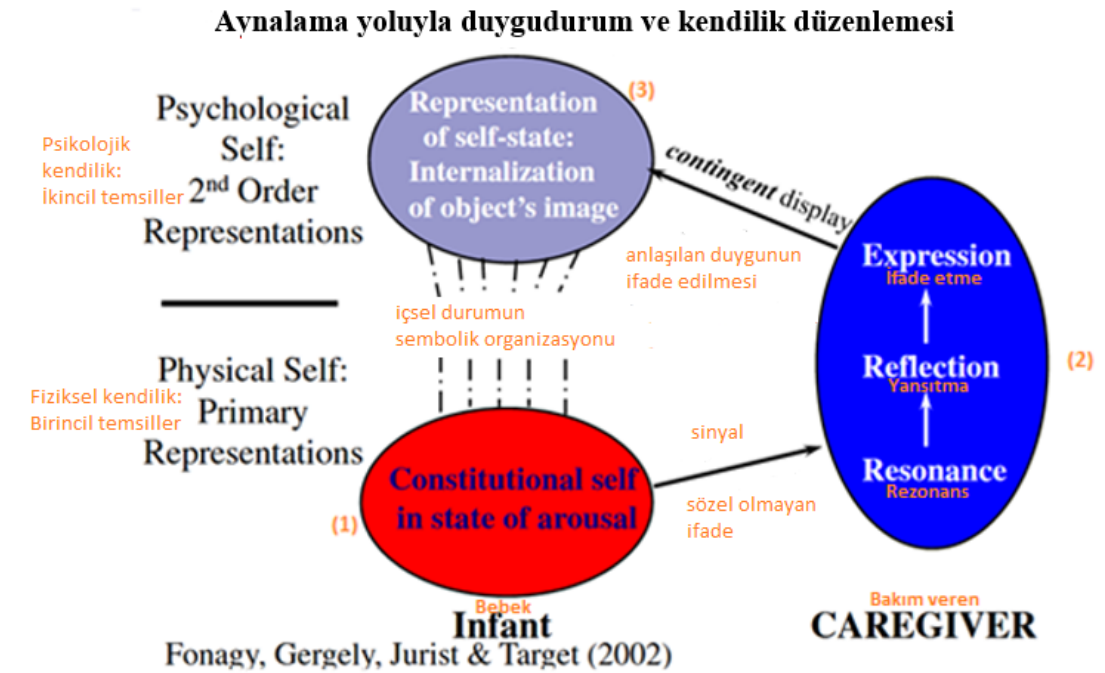 Aynalama yoluyla duygudurum ve kendilik düzenlemesi
Psychological
Self:
2nd Order
Representations
Psikolojik
kendilik:
İkincil temsiller
(3)
Representation
of self-state:
Internalization
of object's image
contingent display
anlaşılan duygunun
ifade edilmesi
içsel durumun
sembolik organizasyonu
Expression
İfade etme
Reflection
Yansıtma
Resonance
Rezonans
(2)
Physical Self:
Primary
Representations
Fiziksel kendilik:
Birincil temsiller
Constitutional self
in state of arousal
(1)
sinyal
sözel olmayan
ifade
Bebek
Infant
Bakım veren
CAREGIVER
Fonagy, Gergely, Jurist & Target (2002)